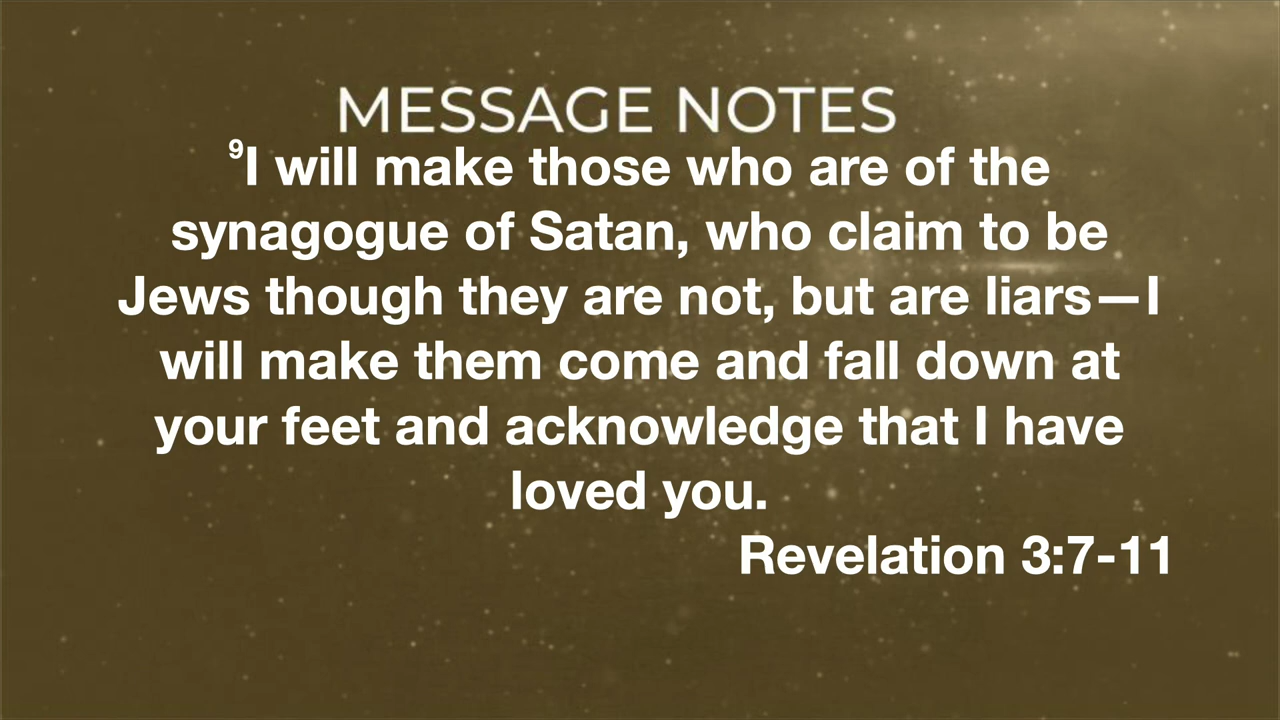 MESSAGE NOTES
⁹I will make those who are of the
synagogue of Satan, who claim to be
Jews though they are not, but are liars—I
will make them come and fall down at
your feet and acknowledge that I have
loved you.
Revelation 3:7-11